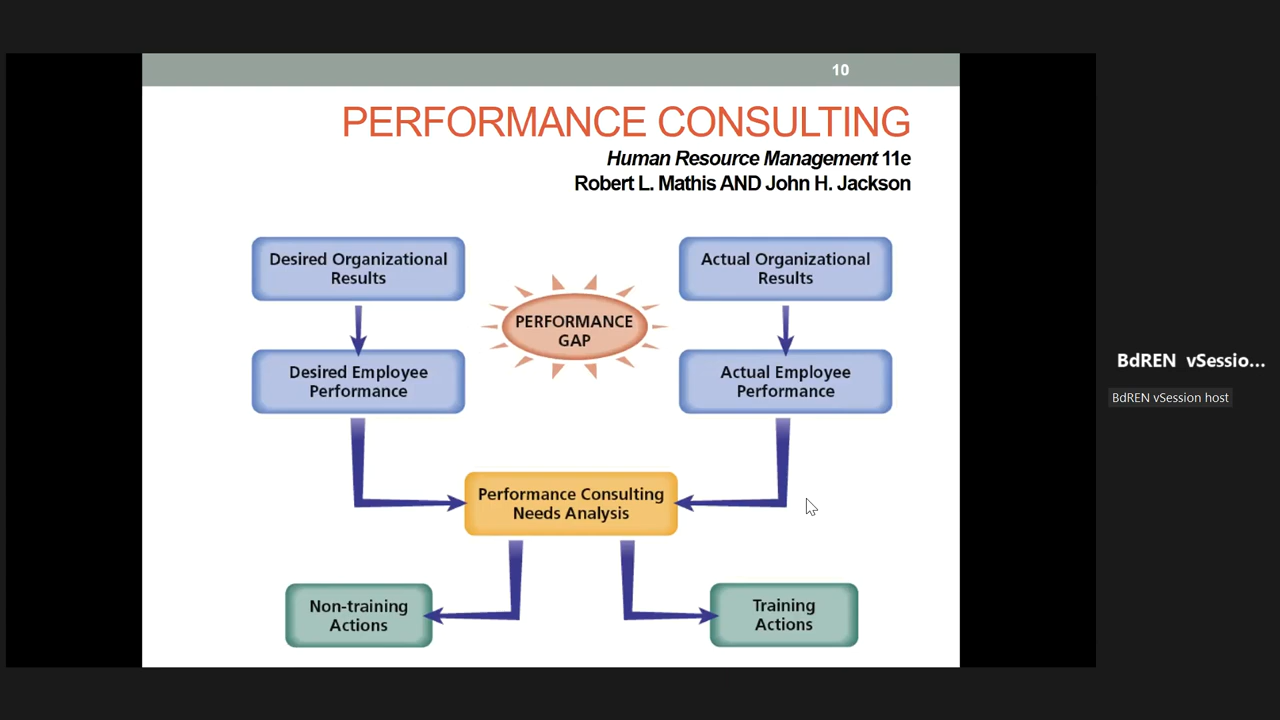 10
PERFORMANCE CONSULTING
Human Resource Management 11e
Robert L. Mathis AND John H. Jackson
Desired Organizational
Results
Actual Organizational
Results
PERFORMANCE
GAP
Desired Employee
Performance
Actual Employee
Performance
Performance Consulting
Needs Analysis
Non-training
Actions
Training
Actions
BdREN vSessio...
BdREN vSession host